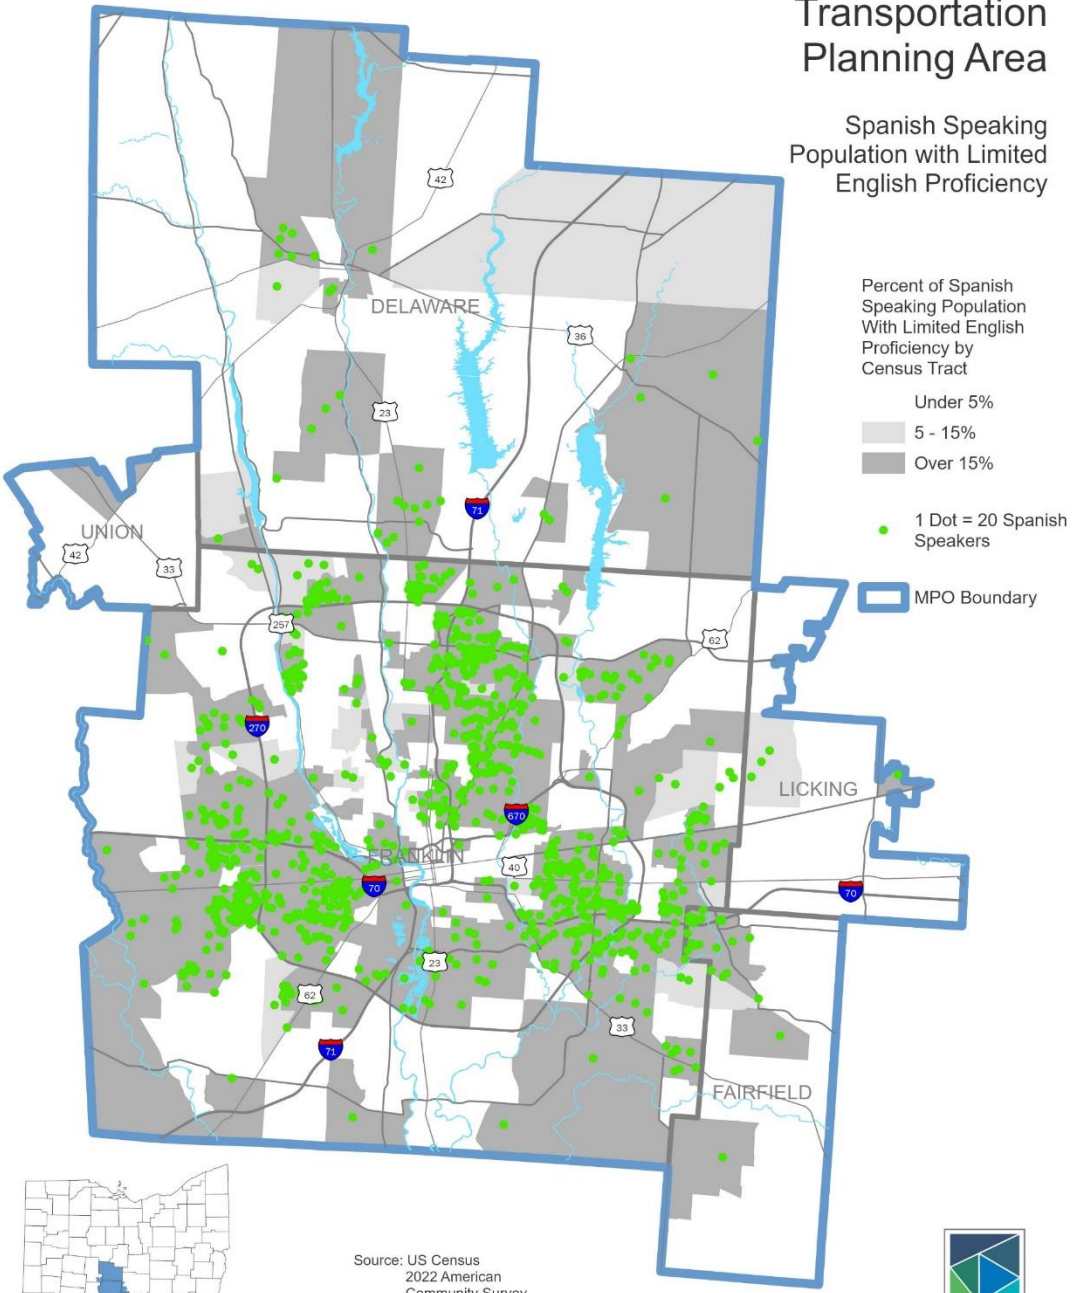 Transportation
Planning Area
Spanish Speaking
Population with Limited
English Proficiency
Percent of Spanish
Speaking Population
With Limited English
Proficiency by
Census Tract
Under 5%
5 - 15%
Over 15%
1 Dot = 20 Spanish
Speakers
MPO Boundary
42
DELAWARE
36
23
71
UNION
42
33
257
62
270
LICKING
670
FRANKLIN
40
70
70
23
62
33
71
FAIRFIELD
Source: US Census
2022 American
Community Survey